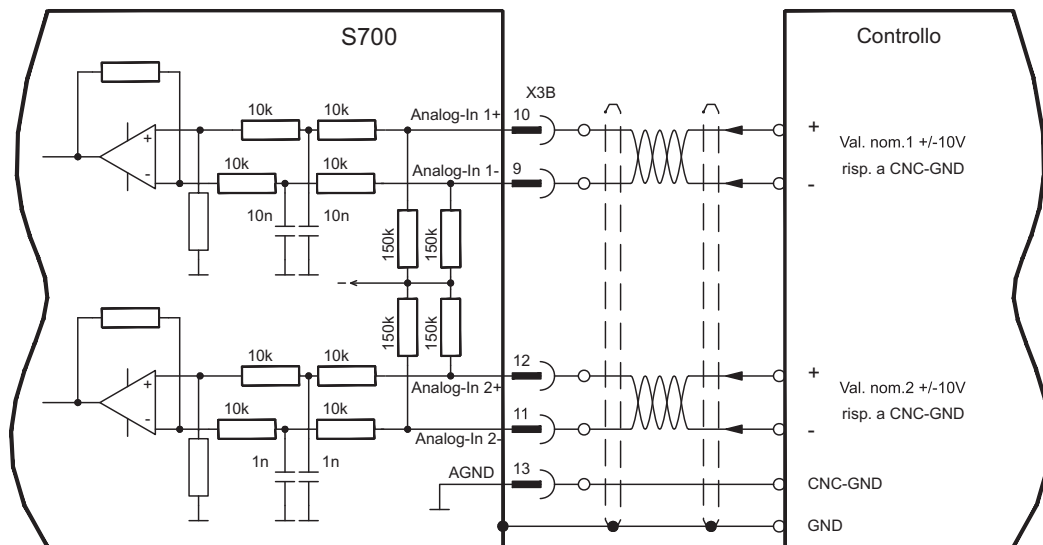 S700
Controllo
X3B
10k
10k
Analog-In 1+
10
+
Val. nom.1 +/-10V
risp. a CNC-GND
+
-
10k
10k
Analog-In 1-
9
-
10n
10n
150k
150k
-
150k
150k
10k
10k
12
Analog-In 2+
+
Val. nom.2 +/-10V
risp. a CNC-GND
+
-
10k
10k
11
Analog-In 2-
-
1n
1n
AGND
13
CNC-GND
GND